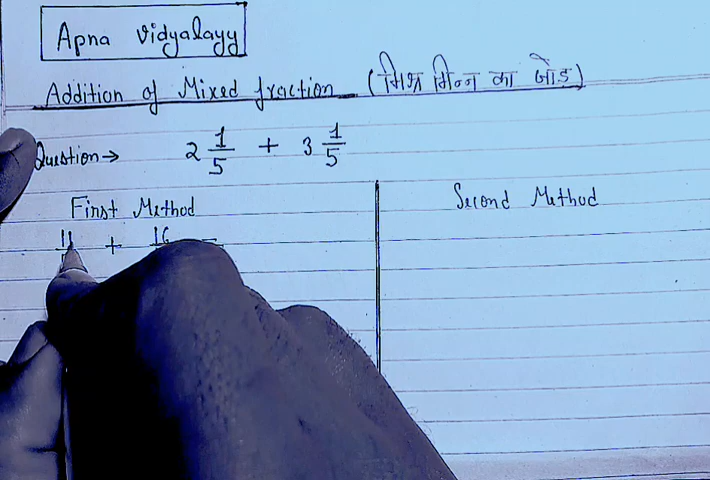 Apna Vidyalayy
Addition of Mixed fraction (मिश्र भिन्न का जोड)
Question→ 2 1/5 + 3 1/5
First Method
Second Method
11 + 16 =